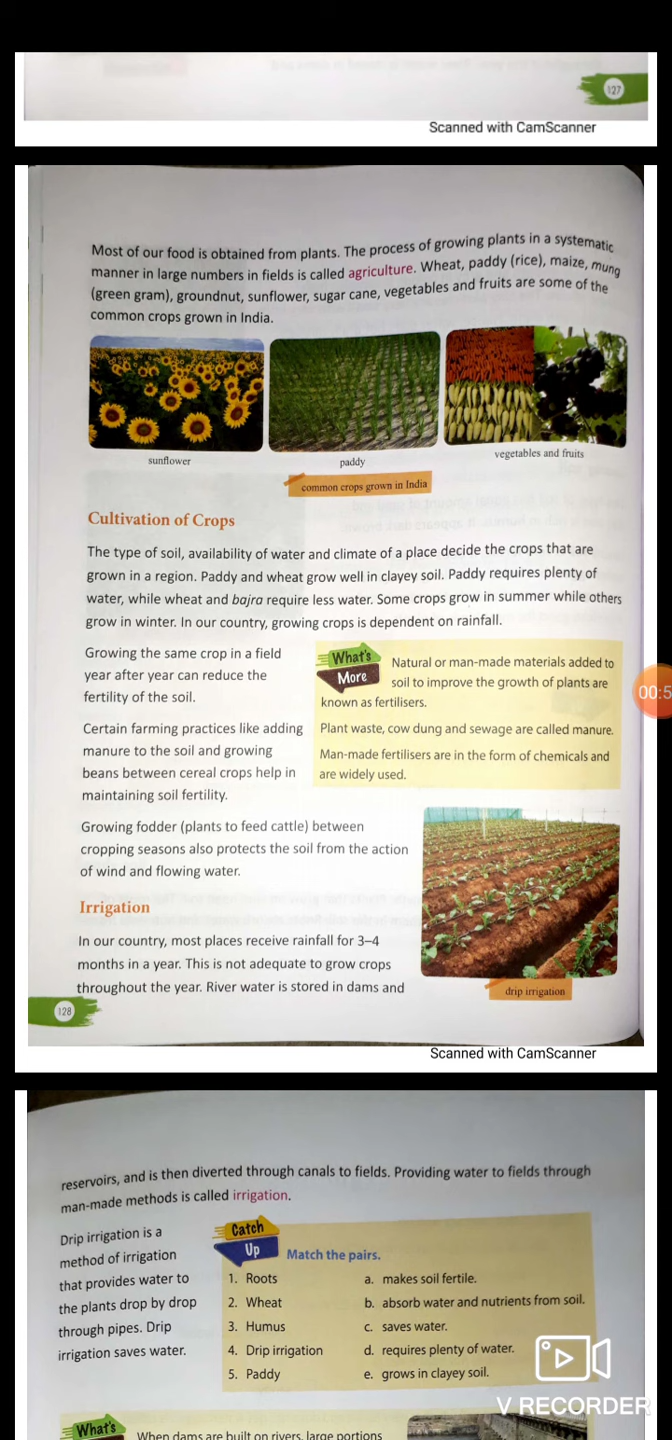 127
Scanned with CamScanner
Most of our food is obtained from plants. The process of growing plants in a systematic
manner in large numbers in fields is called agriculture. Wheat, paddy (rice), maize, mung
(green gram), groundnut, sunflower, sugar cane, vegetables and fruits are some of the
common crops grown in India.
sunflower
paddy
vegetables and fruits
common crops grown in India
Cultivation of Crops
The type of soil, availability of water and climate of a place decide the crops that are
grown in a region. Paddy and wheat grow well in clayey soil. Paddy requires plenty of
water, while wheat and bajra require less water. Some crops grow in summer while others
grow in winter. In our country, growing crops is dependent on rainfall.
Growing the same crop in a field
year after year can reduce the
fertility of the soil.
Certain farming practices like adding
manure to the soil and growing
beans between cereal crops help in
maintaining soil fertility.
What's
More
Natural or man-made materials added to
soil to improve the growth of plants are
known as fertilisers.
Plant waste, cow dung and sewage are called manure.
Man-made fertilisers are in the form of chemicals and
are widely used.
00:5
Growing fodder (plants to feed cattle) between
cropping seasons also protects the soil from the action
of wind and flowing water.
Irrigation
In our country, most places receive rainfall for 3–4
months in a year. This is not adequate to grow crops
throughout the year. River water is stored in dams and
drip irrigation
128
Scanned with CamScanner
reservoirs, and is then diverted through canals to fields. Providing water to fields through
man-made methods is called irrigation.
Drip irrigation is a
method of irrigation
that provides water to
the plants drop by drop
through pipes. Drip
irrigation saves water.
Catch
Up
Match the pairs.
1. Roots a. makes soil fertile.
2. Wheat b. absorb water and nutrients from soil.
3. Humus c. saves water.
4. Drip irrigation d. requires plenty of water.
5. Paddy e. grows in clayey soil.
V RECORDER
What's
When dams are built on rivers, large portions